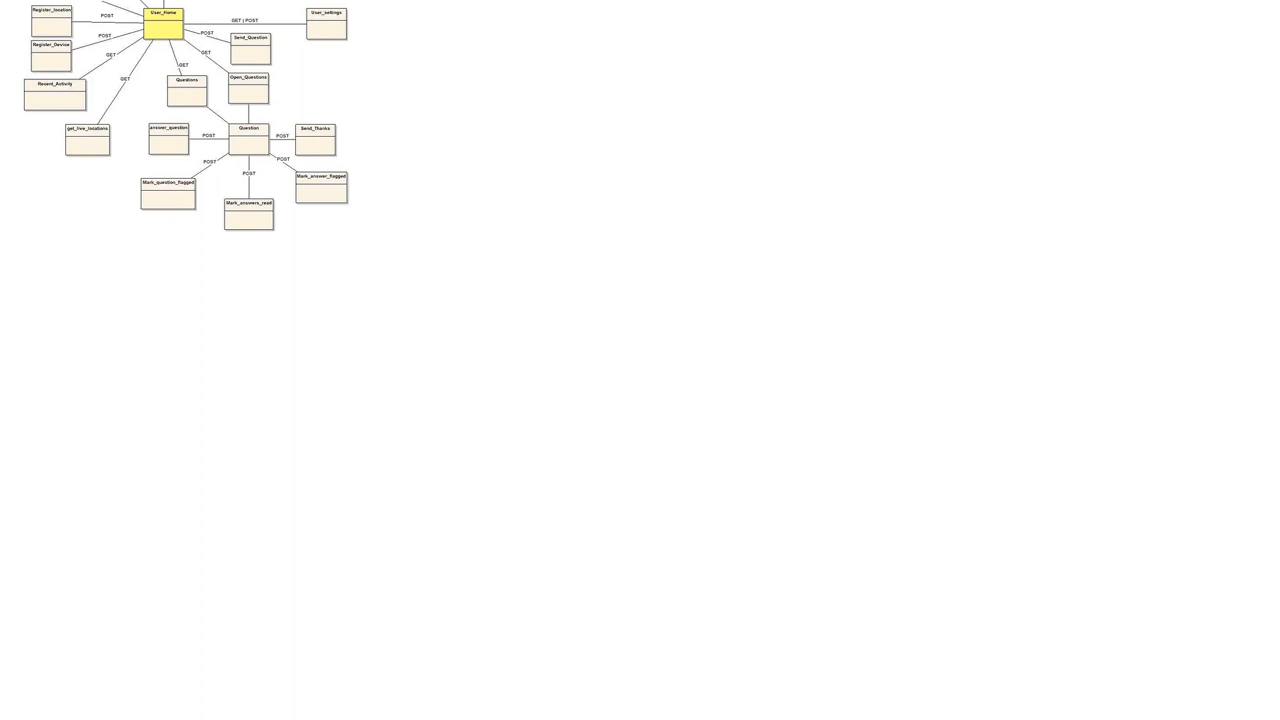 Register_location
POST
User_Home
GET | POST
User_settings
POST
Send_Question
Register_Device
POST
GET
GET
GET
Recent_Activity
GET
Questions
Open_Questions
get_live_locations
answer_question
POST
Question
POST
Send_Thanks
POST
POST
POST
Mark_question_flagged
Mark_answer_flagged
Mark_answers_read